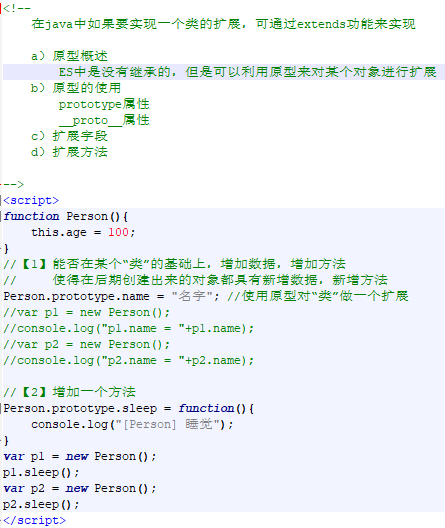 <!--
在java中如果要实现一个类的扩展，可通过extends功能来实现
a）原型概述
ES中是没有继承的，但是可以利用原型来对某个对象进行扩展
b）原型的使用
prototype属性
__proto__属性
c）扩展字段
d）扩展方法
-->
<script>
function Person(){
this.age = 100;
}
//【1】能否在某个“类”的基础上，增加数据，增加方法
// 使得在后期创建出来的对象都具有新增数据，新增方法
Person.prototype.name = "名字"; //使用原型对“类”做一个扩展
//var p1 = new Person();
//console.log("p1.name = "+p1.name);
//var p2 = new Person();
//console.log("p2.name = "+p2.name);
//【2】增加一个方法
Person.prototype.sleep = function(){
console.log("[Person] 睡觉");
}
var p1 = new Person();
p1.sleep();
var p2 = new Person();
p2.sleep();
</script>